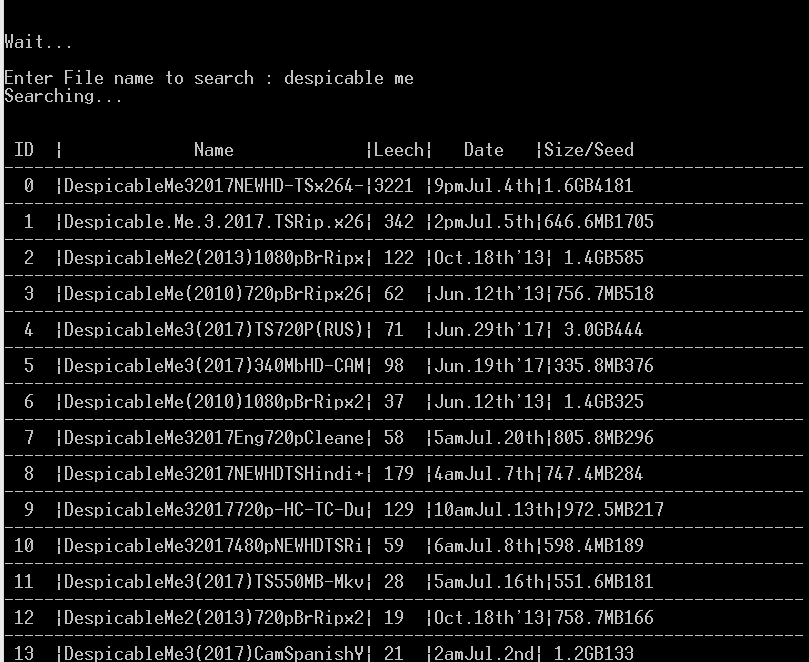 Wait...
Enter File name to search : despicable me
Searching...
ID | Name |Leech| Date |Size/Seed
0 |DespicableMe32017NEWHD-TSx264-|3221 |9pmJul.4th|1.6GB4181
1 |Despicable.Me.3.2017.TSRip.x26| 342 |2pmJul.5th|646.6MB1705
2 |DespicableMe2(2013)1080pBrRipx| 122 |Oct.18th'13| 1.4GB585
3 |DespicableMe(2010)720pBrRipx26| 62 |Jun.12th'13|756.7MB518
4 |DespicableMe3(2017)TS720P(RUS)| 71 |Jun.29th'17| 3.0GB444
5 |DespicableMe3(2017)340MbHD-CAM| 98 |Jun.19th'17|335.8MB376
6 |DespicableMe(2010)1080pBrRipx2| 37 |Jun.12th'13| 1.4GB325
7 |DespicableMe32017Eng720pCleane| 58 |5amJul.20th|805.8MB296
8 |DespicableMe32017NEWHDTSHindi+| 179 |4amJul.7th|747.4MB284
9 |DespicableMe32017720p-HC-TC-Du| 129 |10amJul.13th|972.5MB217
10 |DespicableMe32017480pNEWHDTSRi| 59 |6amJul.8th|598.4MB189
11 |DespicableMe3(2017)TS550MB-Mkv| 28 |5amJul.16th|551.6MB181
12 |DespicableMe2(2013)720pBrRipx2| 19 |Oct.18th'13|758.7MB166
13 |DespicableMe3(2017)CamSpanishY| 21 |2amJul.2nd| 1.2GB133